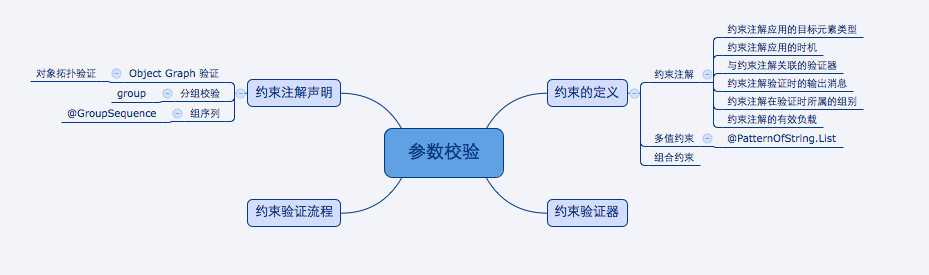 参数校验
约束的定义
约束注解
约束注解应用的目标元素类型
约束注解应用的时机
与约束注解关联的验证器
约束注解验证时的输出消息
约束注解在验证时所属的组别
约束注解的有效负载
多值约束
@PatternOfString.List
组合约束
约束验证器
约束注解声明
Object Graph 验证
对象拓扑验证
分组校验
group
组序列
@GroupSequence
约束验证流程